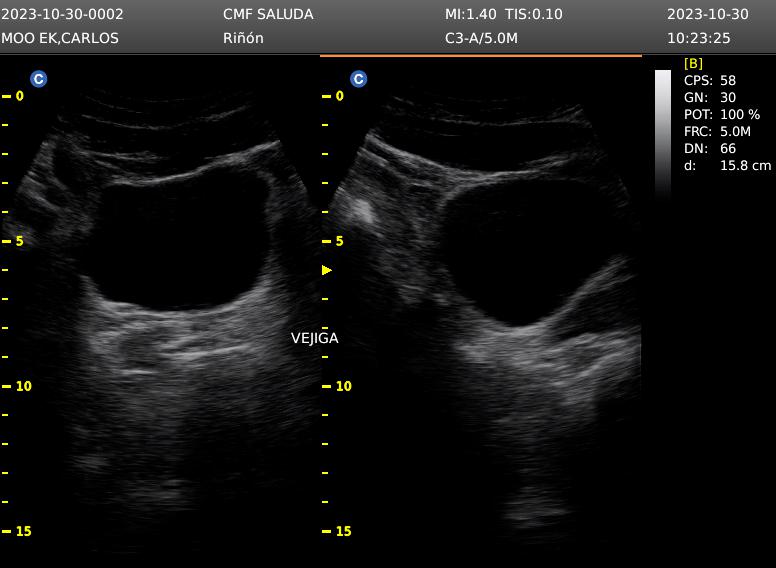 2023-10-30-0002 CMF SALUDA MI:1.40 TIS:0.10 2023-10-30
MOO EK,CARLOS Riñón C3-A/5.0M 10:23:25
C C
[B]
CPS: 58
GN: 30
POT: 100 %
FRC: 5.0M
DN: 66
d: 15.8 cm
0 0
5 5
VEJIGA
10 10
15 15